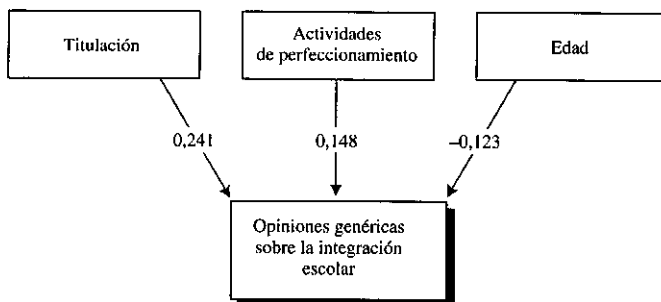 Titulación
Actividades
de perfeccionamiento
Edad
0,241
0,148
–0,123
Opiniones genéricas
sobre la integración
escolar